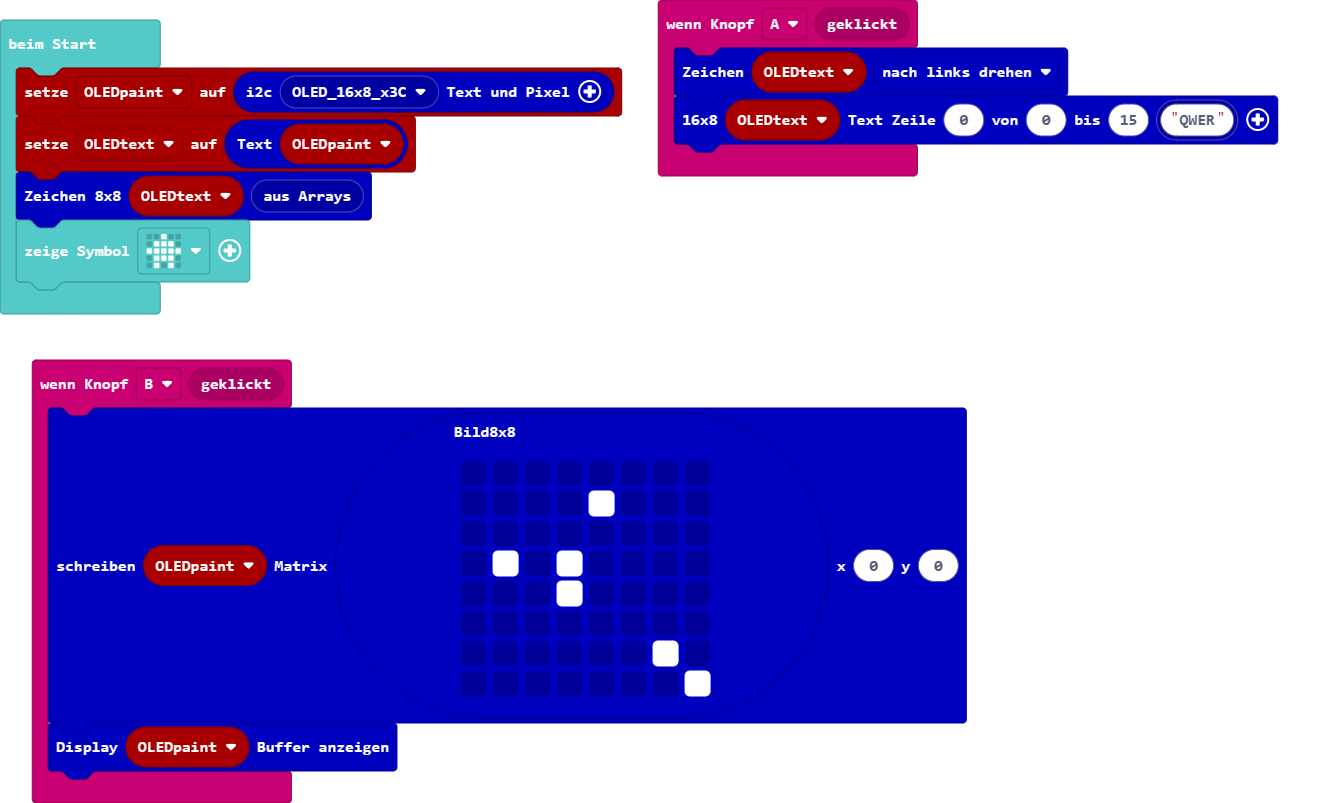 beim Start
setze OLEDpaint auf i2c OLED_16x8_x3C Text und Pixel
setze OLEDtext auf Text OLEDpaint
Zeichen 8x8 OLEDtext aus Arrays
zeige Symbol
wenn Knopf A geklickt
Zeichen OLEDtext nach links drehen
16x8 OLEDtext Text Zeile 0 von 0 bis 15 "QWER"
wenn Knopf B geklickt
Bild8x8
schreiben OLEDpaint Matrix x 0 y 0
Display OLEDpaint Buffer anzeigen